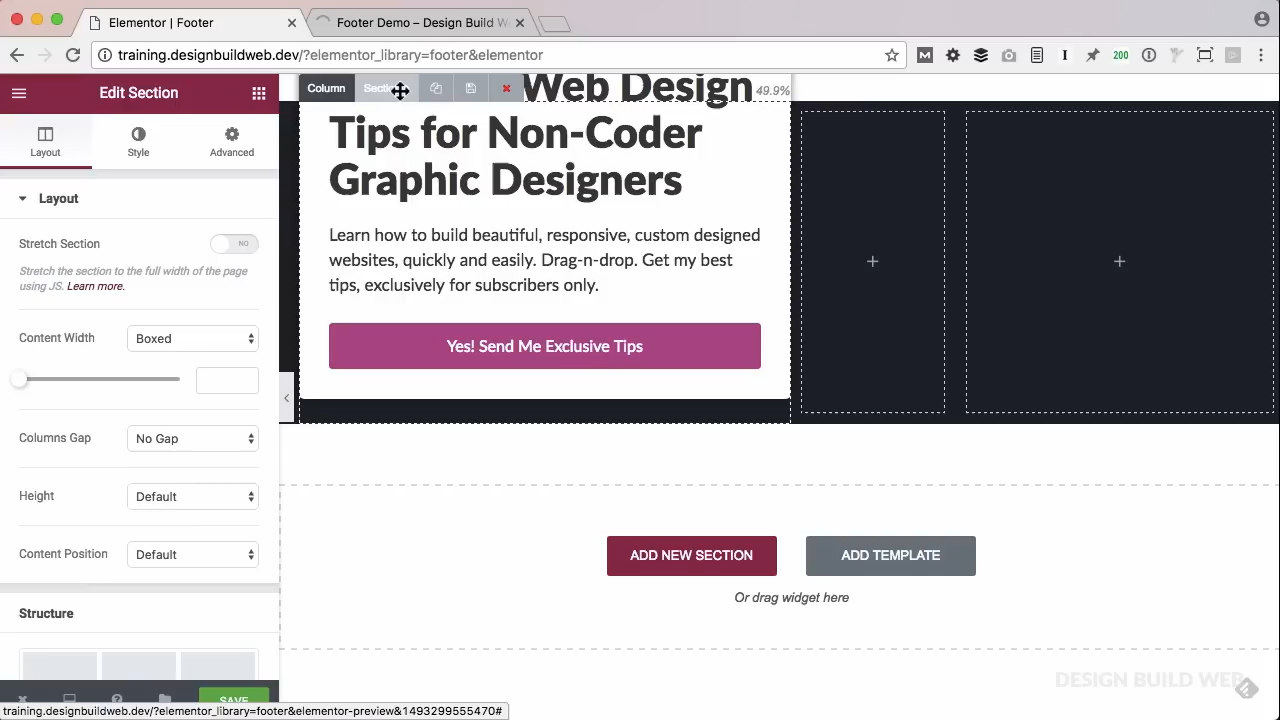 Elementor | Footer
Footer Demo – Design Build W
training.designbuildweb.dev/?elementor_library=footer&elementor
200
Edit Section
Layout
Style
Advanced
Layout
Stretch Section
NO
Stretch the section to the full width of the page
using JS. Learn more.
Content Width
Boxed
Columns Gap
No Gap
Height
Default
Content Position
Default
Structure
SAVE
training.designbuildweb.dev/?elementor_library=footer&elementor-preview&1493299555470#
Column
49.9%
Web Design
Tips for Non-Coder
Graphic Designers
Learn how to build beautiful, responsive, custom designed
websites, quickly and easily. Drag-n-drop. Get my best
tips, exclusively for subscribers only.
Yes! Send Me Exclusive Tips
ADD NEW SECTION
ADD TEMPLATE
Or drag widget here
DESIGN BUILD WEB